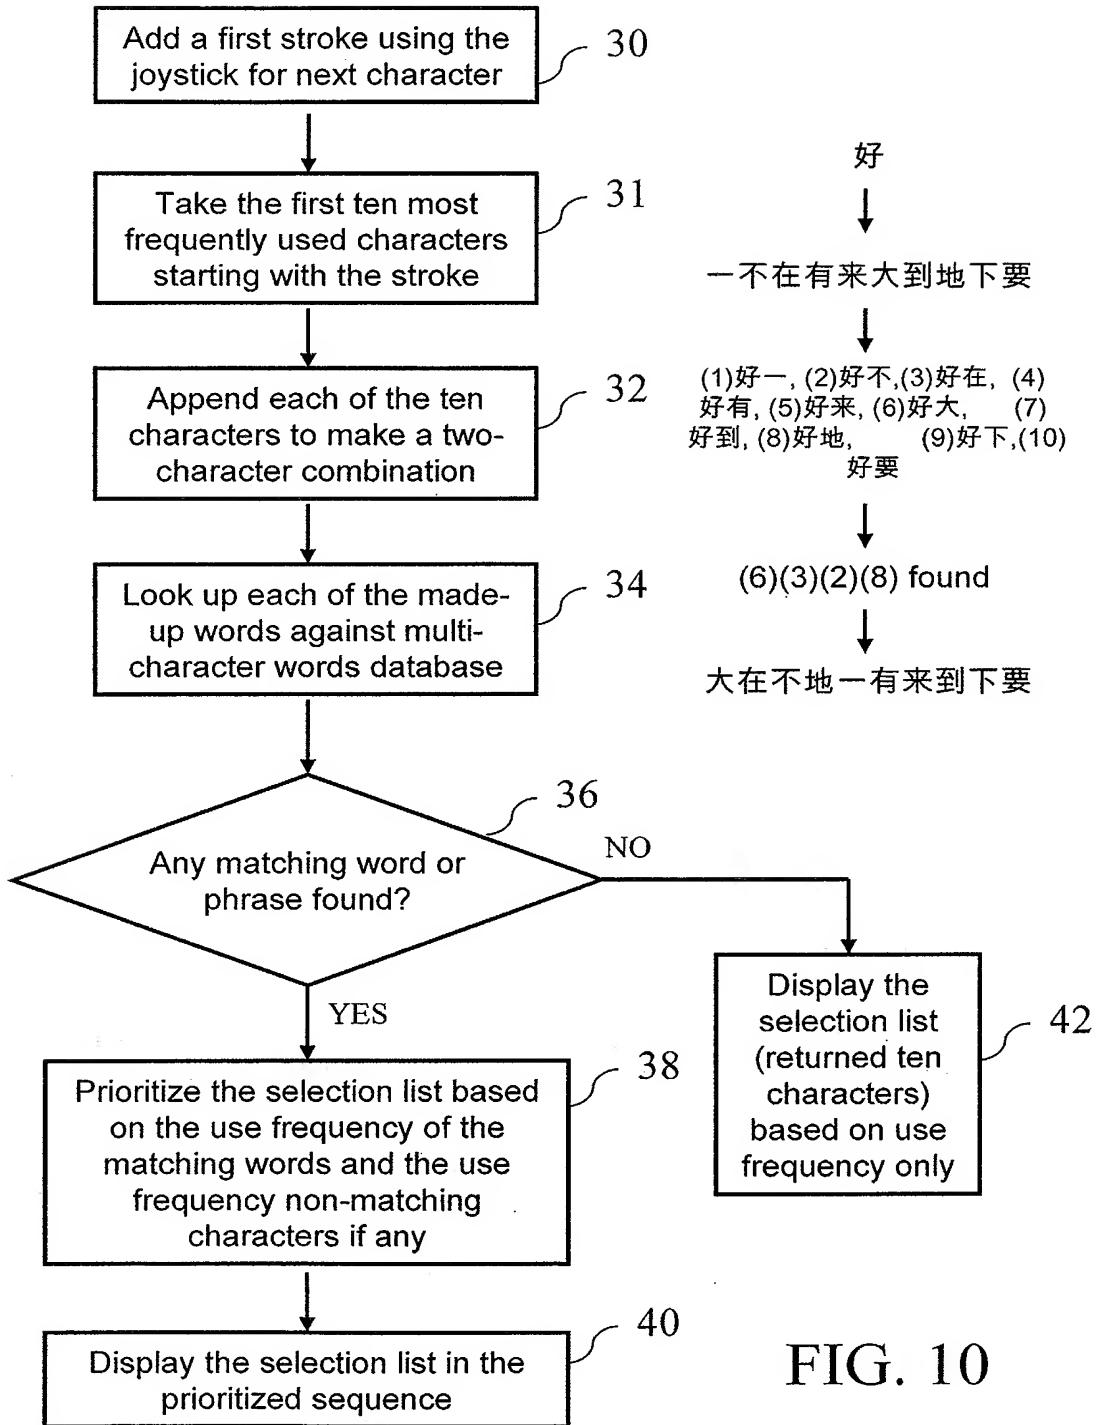 Add a first stroke using the
joystick for next character
30
Take the first ten most
frequently used characters
starting with the stroke
31
Append each of the ten
characters to make a two-
character combination
32
Look up each of the made-
up words against multi-
character words database
34
Any matching word or
phrase found?
36
NO
YES
Prioritize the selection list based
on the use frequency of the
matching words and the use
frequency non-matching
characters if any
38
Display the selection list in the
prioritized sequence
40
Display the
selection list
(returned ten
characters)
based on use
frequency only
42
好
一不在有来大到地下要
(1)好一, (2)好不,(3)好在, (4)
好有, (5)好来, (6)好大, (7)
好到, (8)好地, (9)好下,(10)
好要
(6)(3)(2)(8) found
大在不地一有来到下要
FIG. 10